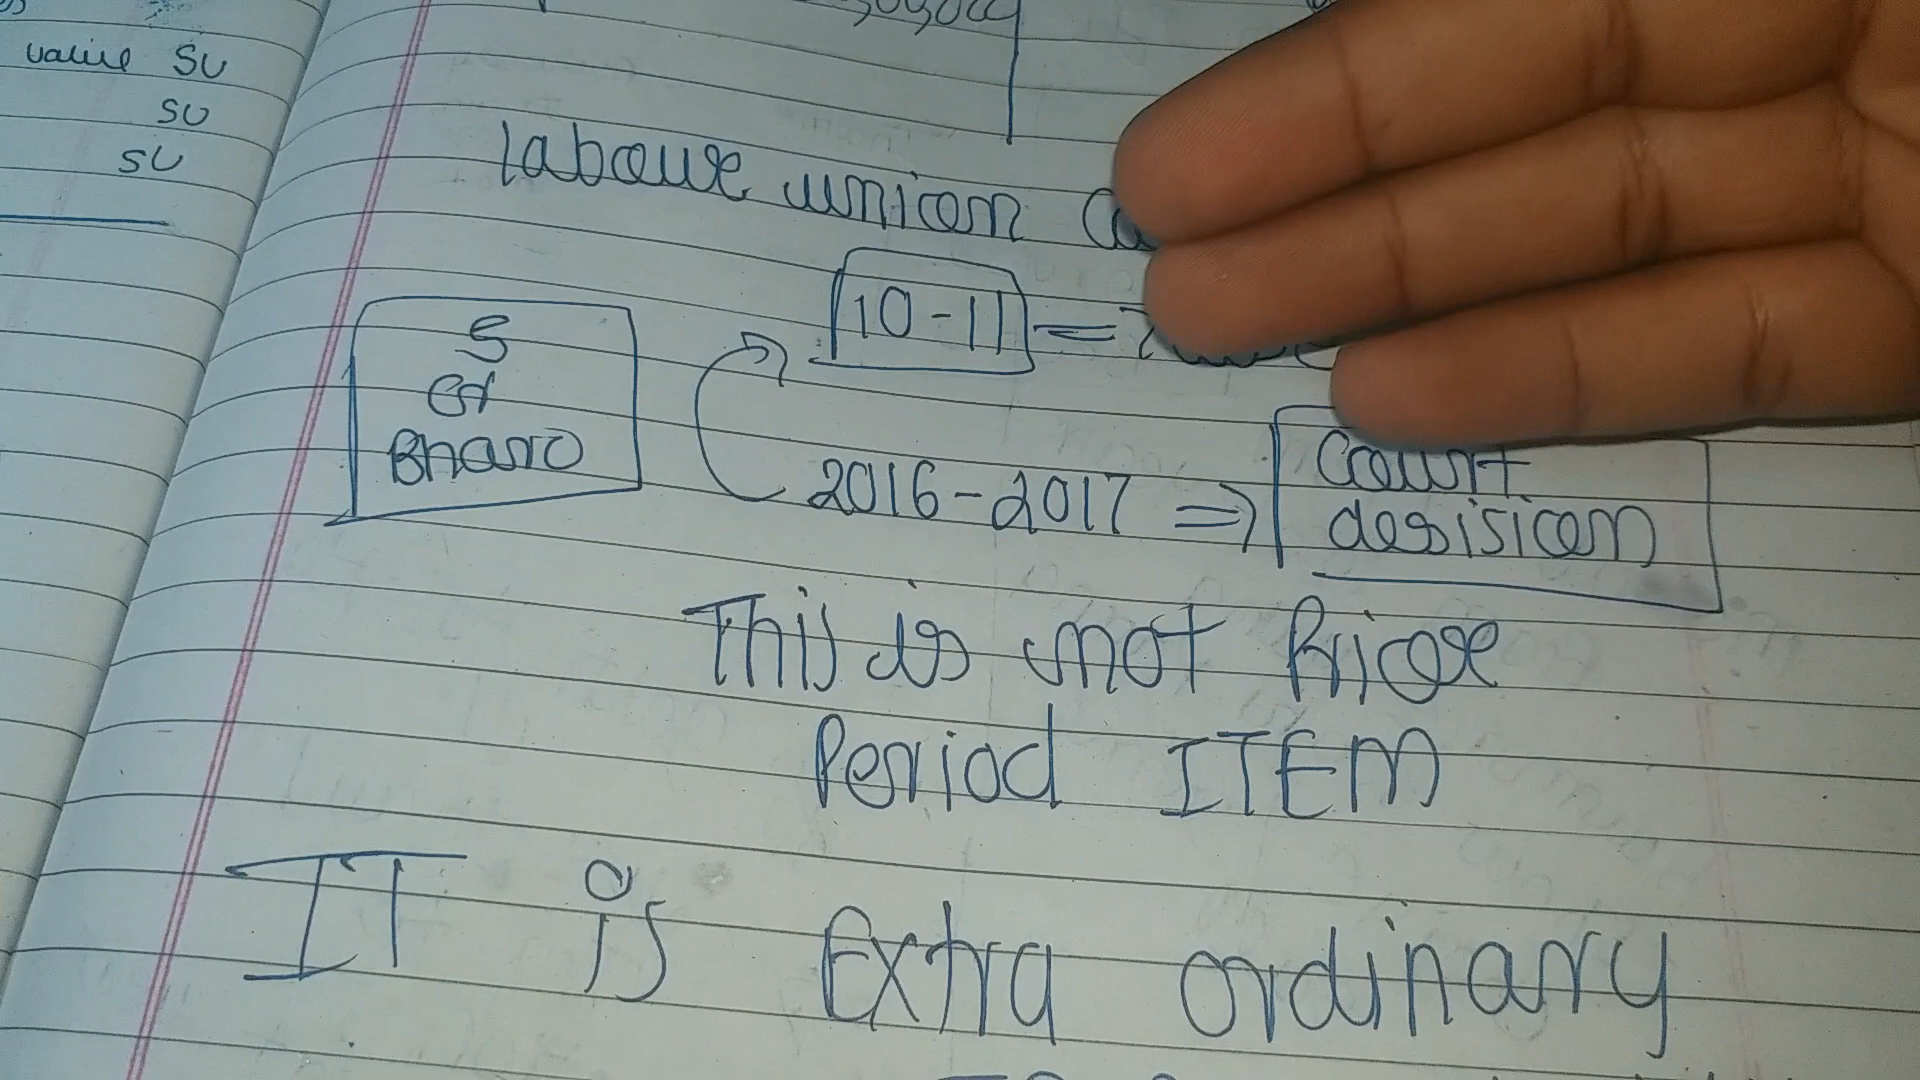 value SU
SU
SU
labour union
10-11 =
5
Cr
2016-2017 ⇒ Court
desision
This is not Prior
Period ITEM
IT is Extra ordinary